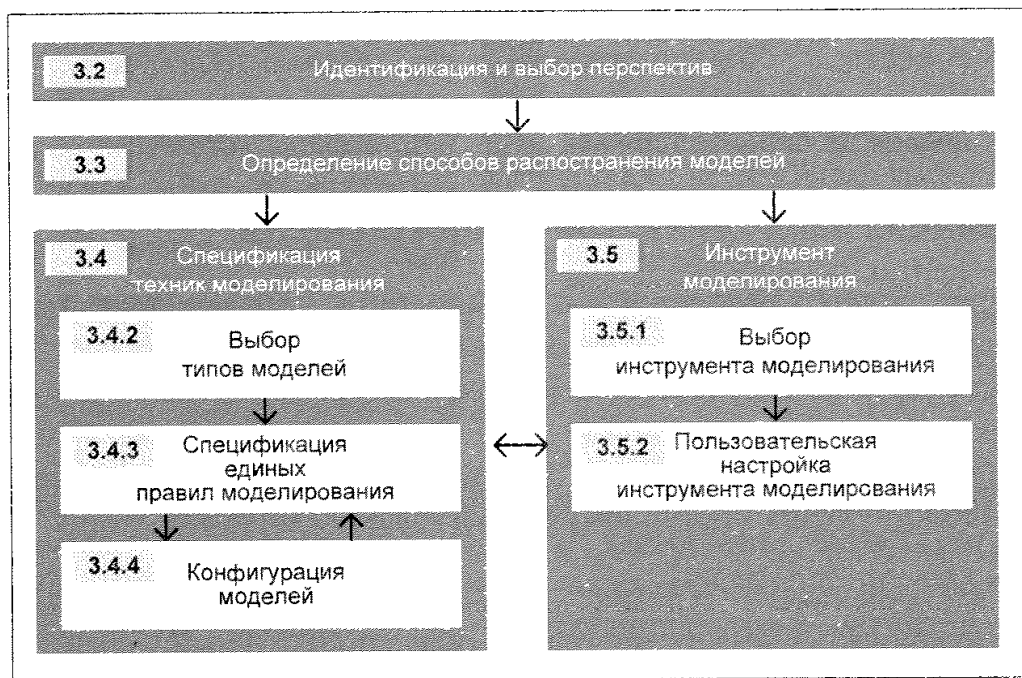 3.2 Идентификация и выбор перспектив
3.3 Определение способов распостранения моделей
3.4 Спецификация
техник моделирования
3.4.2 Выбор
типов моделей
3.4.3 Спецификация
единых
правил моделирования
3.4.4 Конфигурация
моделей
3.5 Инструмент
моделирования
3.5.1 Выбор
инструмента моделирования
3.5.2 Пользовательская
настройка
инструмента моделирования